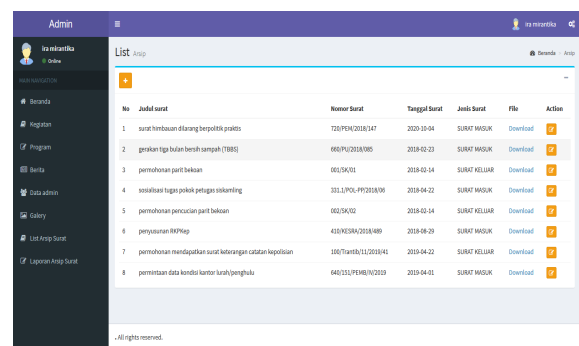 Admin
ira mirantika
ira mirantika
Online
List Arsip
Beranda > Arsip
MAIN NAVIGATION
Beranda
Kegiatan
Program
Berita
Data admin
Galery
List Arsip Surat
Laporan Arsip Surat
No Judul surat Nomor Surat Tanggal Surat Jenis Surat File Action
1 surat himbauan dilarang berpolitik praktis 720/PEM/2018/147 2020-10-04 SURAT MASUK Download
2 gerakan tiga bulan bersih sampah (TBBS) 660/PU/2018/085 2018-02-23 SURAT MASUK Download
3 permohonan parit bekoan 001/SK/01 2018-02-14 SURAT KELUAR Download
4 sosialisasi tugas pokok petugas siskamling 331.1/POL-PP/2018/06 2018-04-22 SURAT MASUK Download
5 permohonan pencucian parit bekoan 002/SK/02 2018-02-14 SURAT KELUAR Download
6 penyusunan RKPKep 410/KESRA/2018/489 2018-08-29 SURAT MASUK Download
7 permohonan mendapatkan surat keterangan catatan kepolisian 100/Trantib/11/2019/41 2019-04-22 SURAT KELUAR Download
8 permintaan data kondisi kantor lurah/penghulu 640/151/PEMB/IV/2019 2019-04-01 SURAT MASUK Download
. All rights reserved.